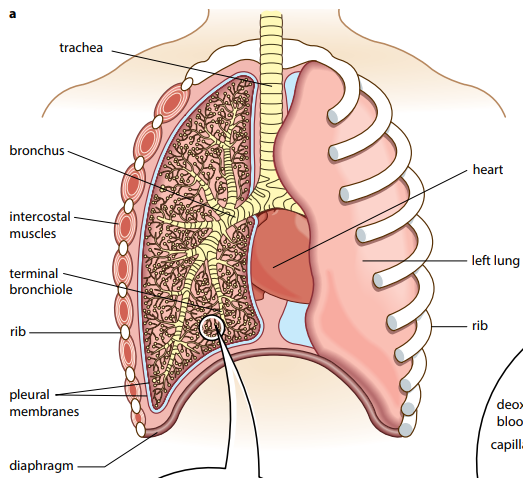 a
trachea
bronchus
heart
intercostal
muscles
left lung
terminal
bronchiole
rib
rib
pleural
membranes
diaphragm